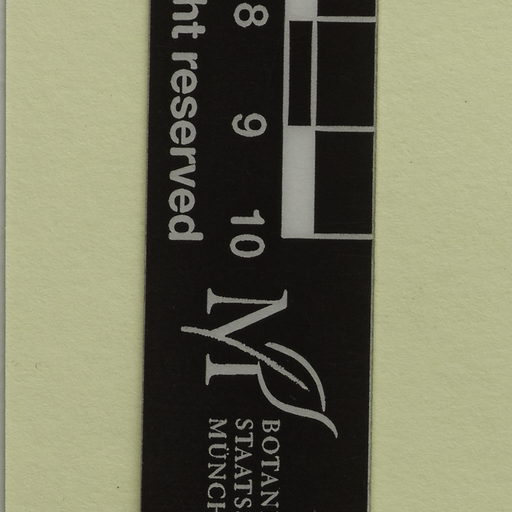 8 9 10
ht reserved
M
BOTAN
STAATS
MÜNCH